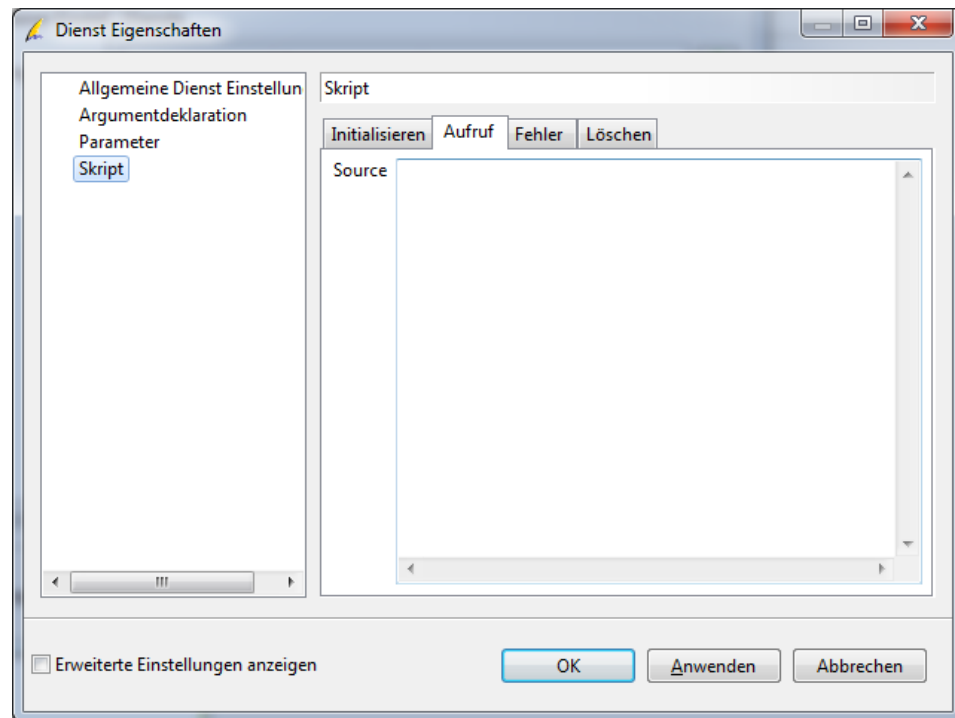 Dienst Eigenschaften
Allgemeine Dienst Einstellun
Argumentdeklaration
Parameter
Skript
Skript
Initialisieren Aufruf Fehler Löschen
Source
Erweiterte Einstellungen anzeigen
OK Anwenden Abbrechen